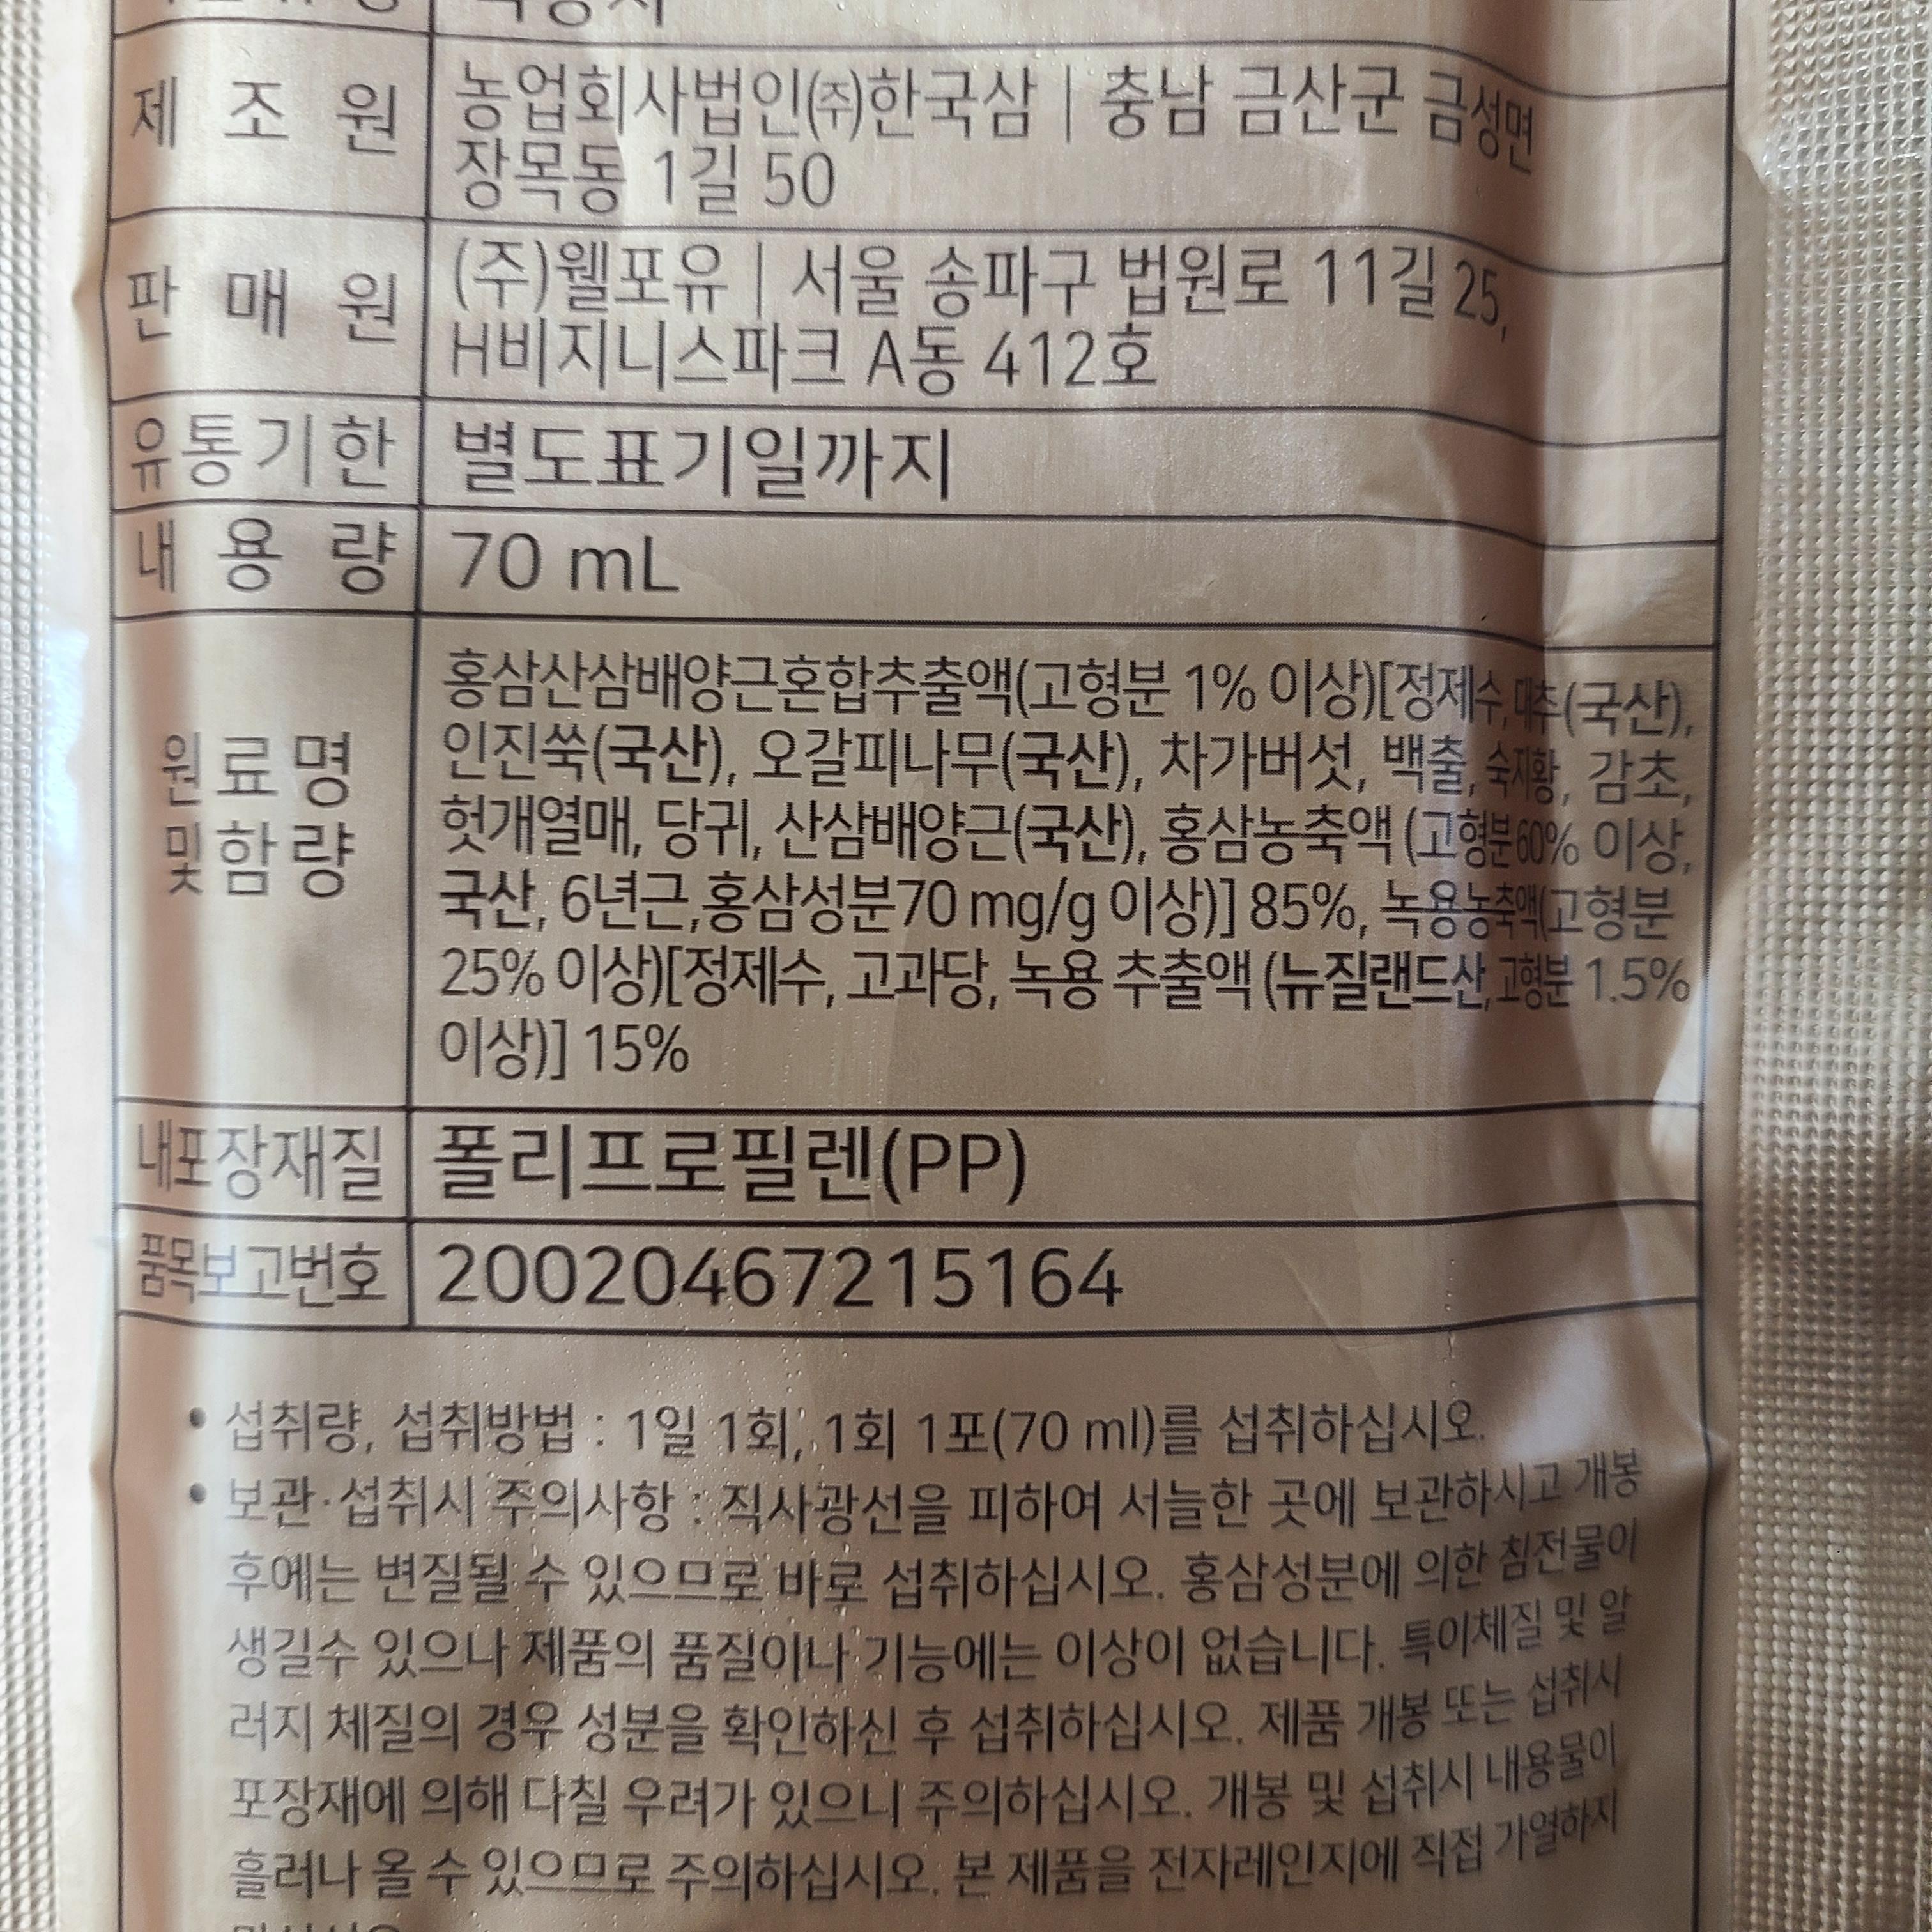 제 조 원 농업회사법인(주)한국삼 | 충남 금산군 금성면
장목동 1길 50
판 매 원 (주)웰포유 | 서울 송파구 법원로 11길 25,
H비지니스파크 A동 412호
유통기한 별도표기일까지
내 용 량 70 mL
원료명
및함량
홍삼산삼배양근혼합추출액(고형분 1% 이상)[정제수,대추(국산),
인진쑥(국산), 오갈피나무(국산), 차가버섯, 백출, 숙지황, 감초,
헛개열매, 당귀, 산삼배양근(국산), 홍삼농축액 (고형분60% 이상,
국산, 6년근,홍삼성분70 mg/g 이상)] 85%, 녹용농축액(고형분
25% 이상)[정제수, 고과당, 녹용 추출액 (뉴질랜드산,고형분 1.5%
이상)] 15%
내포장재질 폴리프로필렌(PP)
품목보고번호 20020467215164
• 섭취량, 섭취방법 : 1일 1회, 1회 1포(70 ml)를 섭취하십시오.
• 보관·섭취시 주의사항 : 직사광선을 피하여 서늘한 곳에 보관하시고 개봉
후에는 변질될 수 있으므로 바로 섭취하십시오. 홍삼성분에 의한 침전물이
생길수 있으나 제품의 품질이나 기능에는 이상이 없습니다. 특이체질 및 알
러지 체질의 경우 성분을 확인하신 후 섭취하십시오. 제품 개봉 또는 섭취시
포장재에 의해 다칠 우려가 있으니 주의하십시오. 개봉 및 섭취시 내용물이
흘러나 올 수 있으므로 주의하십시오. 본 제품을 전자레인지에 직접 가열하지